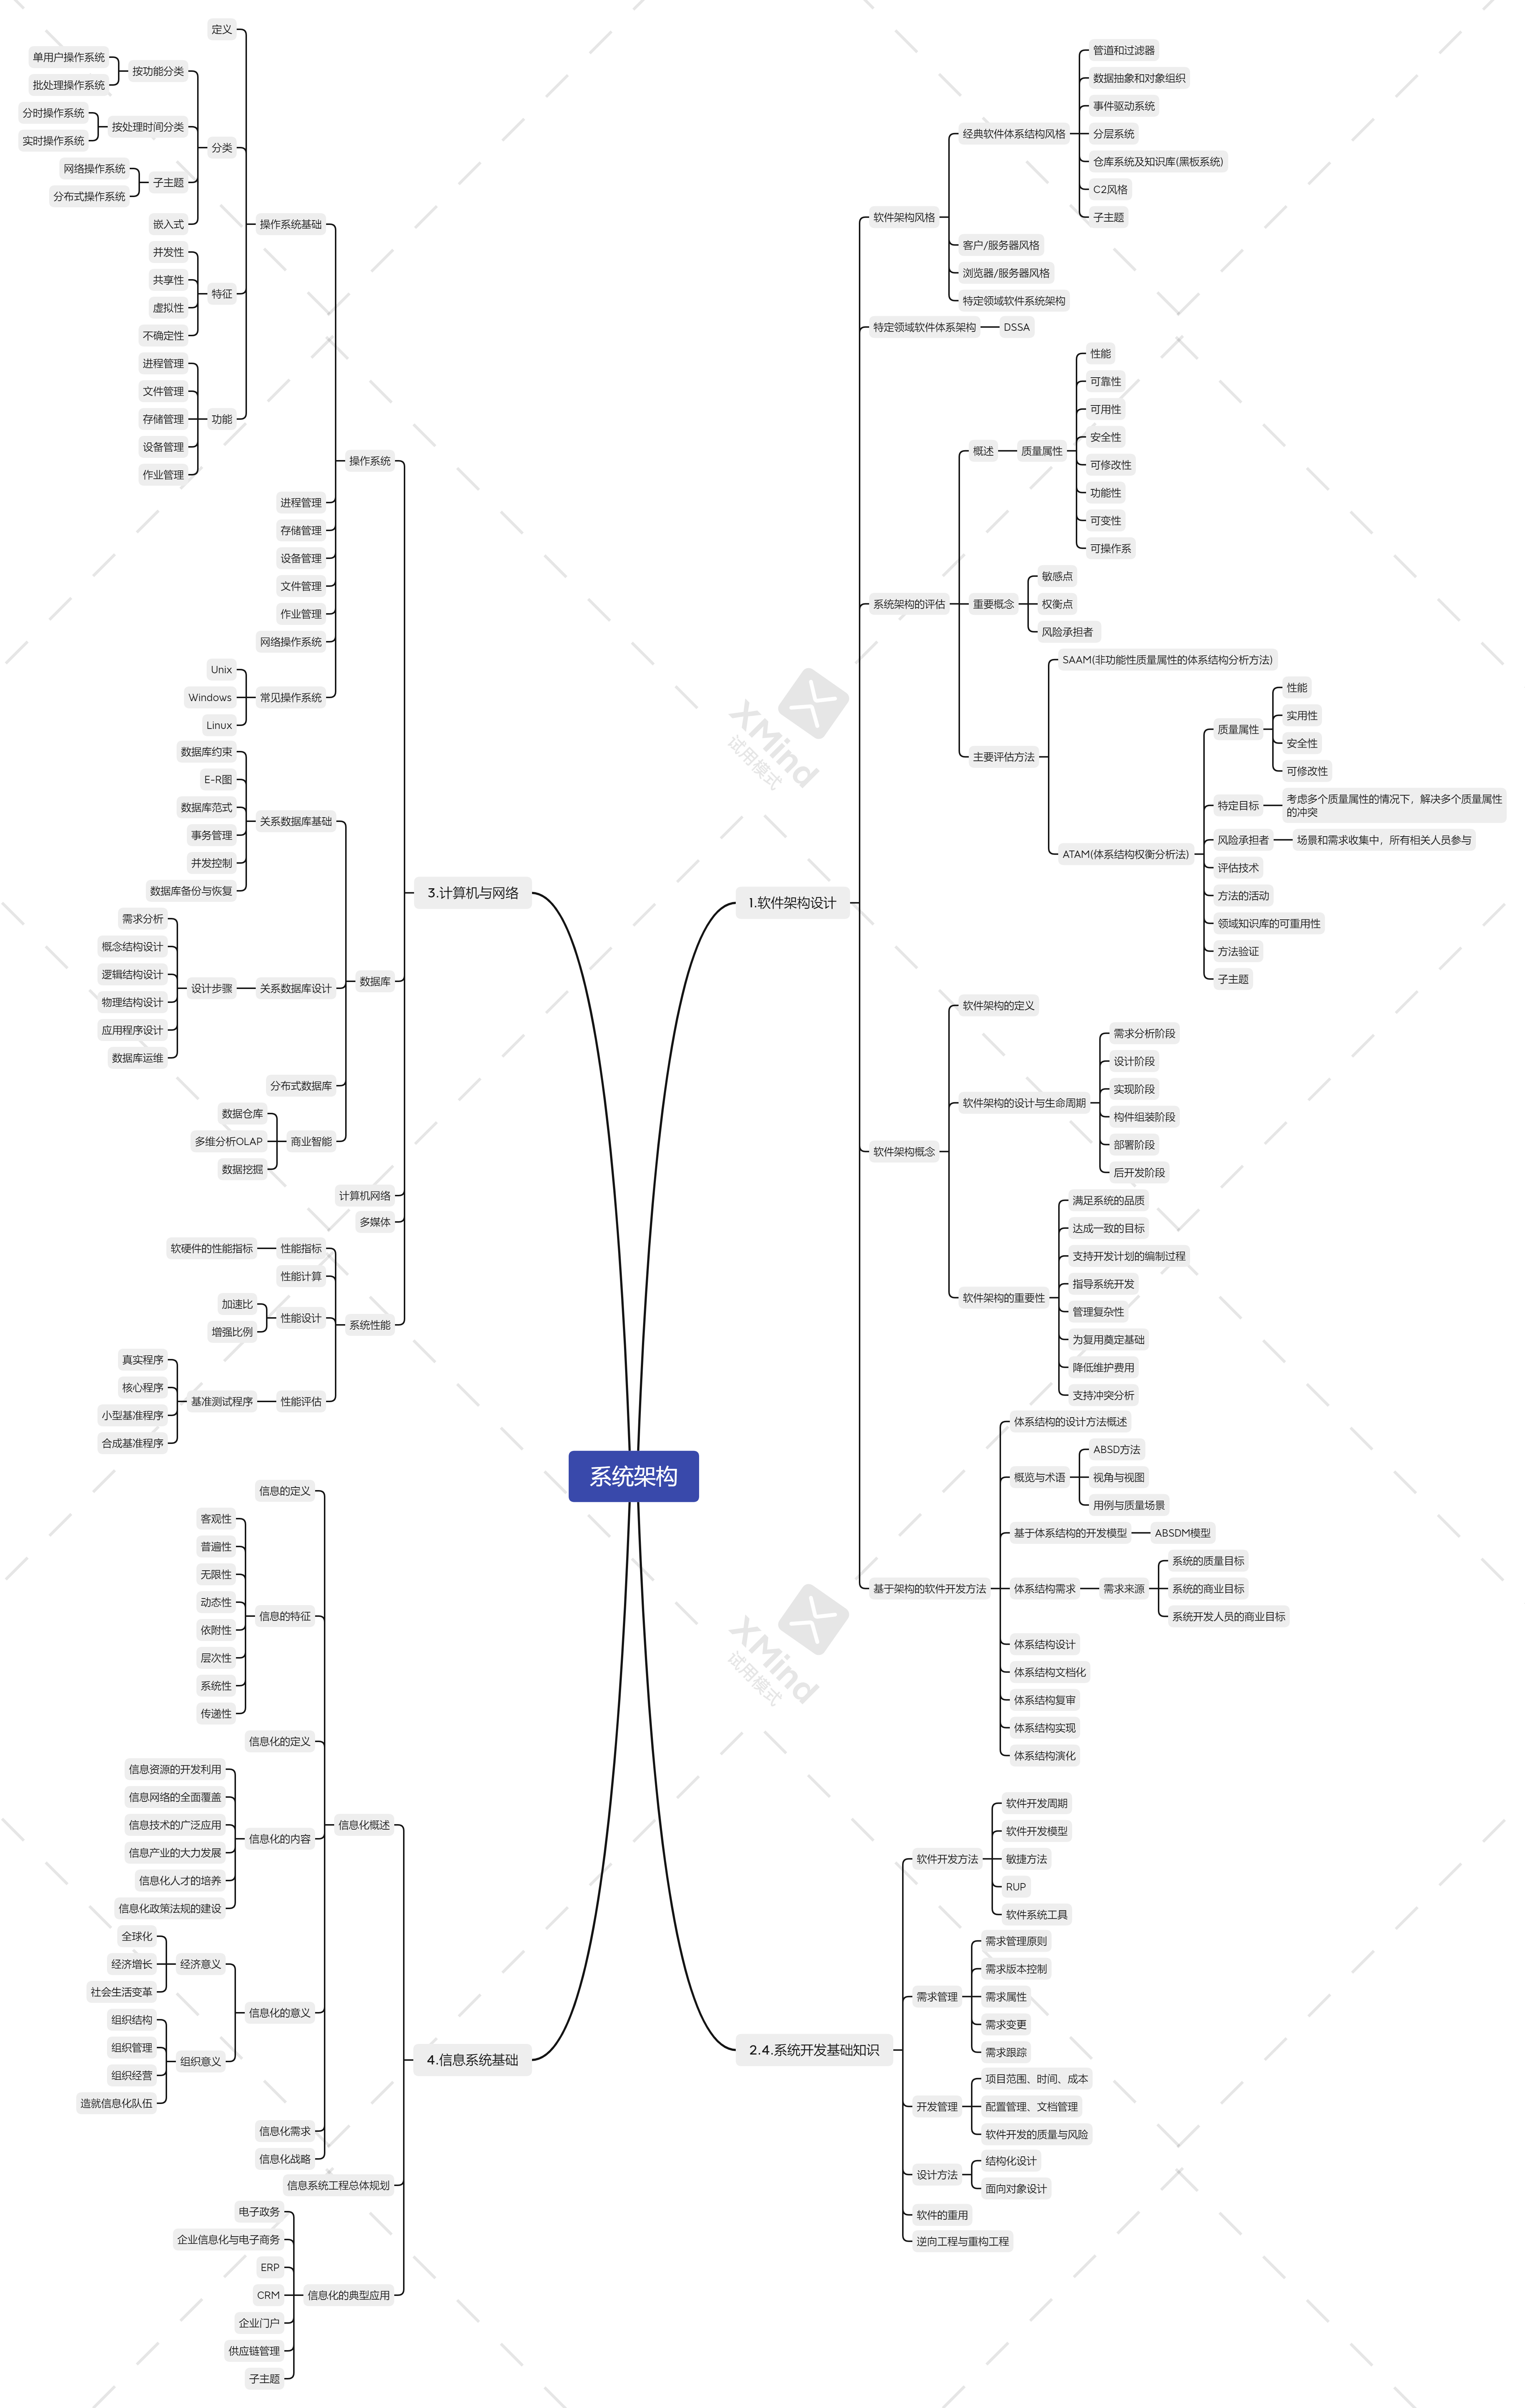 系统架构
1.软件架构设计
软件架构风格
经典软件体系结构风格
管道和过滤器
数据抽象和对象组织
事件驱动系统
分层系统
仓库系统及知识库(黑板系统)
C2风格
子主题
客户/服务器风格
浏览器/服务器风格
特定领域软件系统架构
特定领域软件体系架构
DSSA
系统架构的评估
概述
质量属性
性能
可靠性
可用性
安全性
可修改性
功能性
可变性
可操作系
重要概念
敏感点
权衡点
风险承担者
主要评估方法
SAAM(非功能性质量属性的体系结构分析方法)
ATAM(体系结构权衡分析法)
质量属性
性能
实用性
安全性
可修改性
特定目标
考虑多个质量属性的情况下，解决多个质量属性
的冲突
风险承担者
场景和需求收集中，所有相关人员参与
评估技术
方法的活动
领域知识库的可重用性
方法验证
子主题
软件架构概念
软件架构的定义
软件架构的设计与生命周期
需求分析阶段
设计阶段
实现阶段
构件组装阶段
部署阶段
后开发阶段
软件架构的重要性
满足系统的品质
达成一致的目标
支持开发计划的编制过程
指导系统开发
管理复杂性
为复用奠定基础
降低维护费用
支持冲突分析
基于架构的软件开发方法
体系结构的设计方法概述
概览与术语
ABSD方法
视角与视图
用例与质量场景
基于体系结构的开发模型
ABSDM模型
体系结构需求
需求来源
系统的质量目标
系统的商业目标
系统开发人员的商业目标
体系结构设计
体系结构文档化
体系结构复审
体系结构实现
体系结构演化
2.4.系统开发基础知识
软件开发方法
软件开发周期
软件开发模型
敏捷方法
RUP
软件系统工具
需求管理
需求管理原则
需求版本控制
需求属性
需求变更
需求跟踪
开发管理
项目范围、时间、成本
配置管理、文档管理
软件开发的质量与风险
设计方法
结构化设计
面向对象设计
软件的重用
逆向工程与重构工程
3.计算机与网络
操作系统
操作系统基础
定义
分类
按功能分类
单用户操作系统
批处理操作系统
按处理时间分类
分时操作系统
实时操作系统
子主题
网络操作系统
分布式操作系统
嵌入式
特征
并发性
共享性
虚拟性
不确定性
功能
进程管理
文件管理
存储管理
设备管理
作业管理
进程管理
存储管理
设备管理
文件管理
作业管理
网络操作系统
常见操作系统
Unix
Windows
Linux
数据库
关系数据库基础
数据库约束
E-R图
数据库范式
事务管理
并发控制
数据库备份与恢复
关系数据库设计
设计步骤
需求分析
概念结构设计
逻辑结构设计
物理结构设计
应用程序设计
数据库运维
分布式数据库
商业智能
数据仓库
多维分析OLAP
数据挖掘
计算机网络
多媒体
系统性能
性能指标
软硬件的性能指标
性能计算
性能设计
加速比
增强比例
性能评估
基准测试程序
真实程序
核心程序
小型基准程序
合成基准程序
4.信息系统基础
信息化概述
信息的定义
信息的特征
客观性
普遍性
无限性
动态性
依附性
层次性
系统性
传递性
信息化的定义
信息化的内容
信息资源的开发利用
信息网络的全面覆盖
信息技术的广泛应用
信息产业的大力发展
信息化人才的培养
信息化政策法规的建设
信息化的意义
经济意义
全球化
经济增长
社会生活变革
组织意义
组织结构
组织管理
组织经营
造就信息化队伍
信息化需求
信息化战略
信息系统工程总体规划
信息化的典型应用
电子政务
企业信息化与电子商务
ERP
CRM
企业门户
供应链管理
子主题
XMind
试用模式
XMind
试用模式